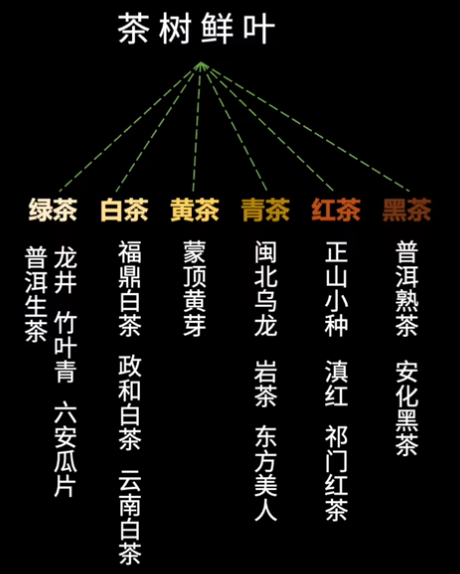 茶树鲜叶
绿茶 白茶 黄茶 青茶 红茶 黑茶
龙井 竹叶青 六安瓜片
普洱生茶
福鼎白茶 政和白茶 云南白茶
蒙顶黄芽
闽北乌龙 岩茶 东方美人
正山小种 滇红 祁门红茶
普洱熟茶 安化黑茶